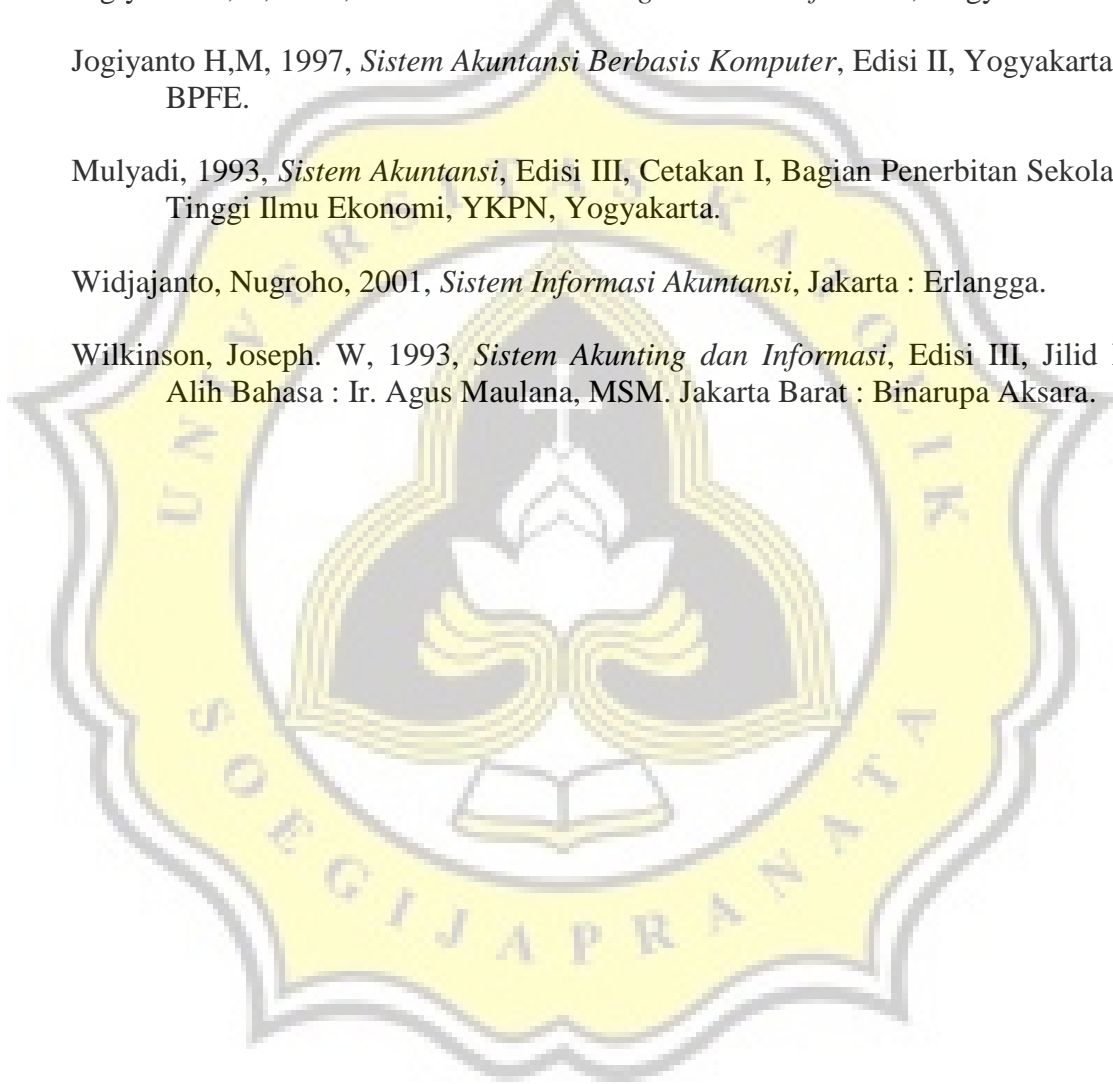 Jogiyanto H,M, 1997, Sistem Akuntansi Berbasis Komputer, Edisi II, Yogyakarta
BPFE.
Mulyadi, 1993, Sistem Akuntansi, Edisi III, Cetakan I, Bagian Penerbitan
Tinggi Ilmu Ekonomi, YKPN, Yogyakarta.
Widjajanto, Nugroho, 2001, Sistem Informasi Akuntansi, Jakarta : Erlangga.
Wilkinson, Joseph. W, 1993, Sistem Akunting dan Informasi, Edisi III, Jilid
Alih Bahasa : Ir. Agus Maulana, MSM. Jakarta Barat : Binarupa Aksara.
UNIVERSITAS KATOLIK
SOEGIJAPRANATA